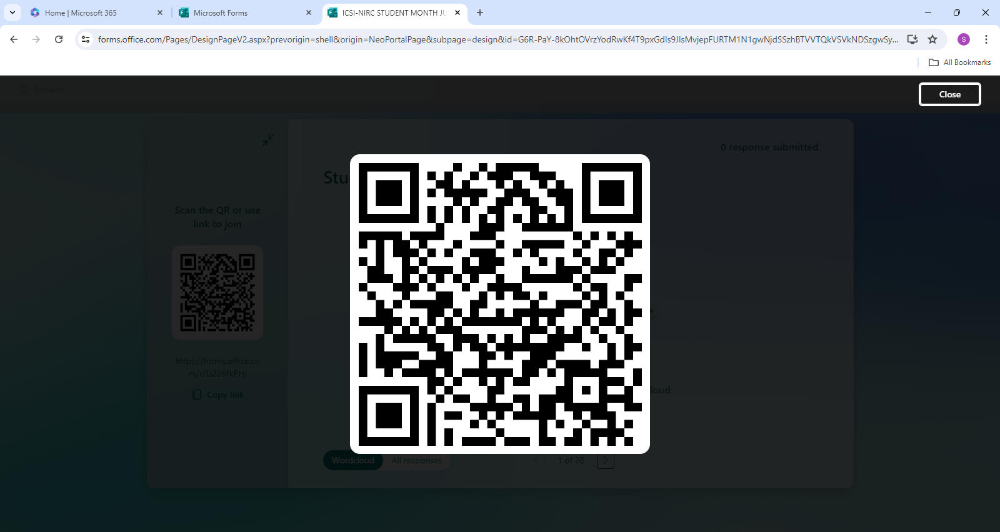 Home | Microsoft 365
Microsoft Forms
ICSI-NIRC STUDENT MONTH JU
forms.office.com/Pages/DesignPageV2.aspx?prevorigin=shell&origin=NeoPortalPage&subpage=design&id=G6R-PaY-8kOhtOVrzYodRwKf4T9pxGdIs9JIsMvjepFURTM1N1gwNjdSSzhBTVVTQkVSVkNDSzgwSy...
S
All Bookmarks
Present
Close
0 response submitted
Stu
Scan the QR or use
link to join
https://forms.office.co
m/r/Li226tkPHj
Copy link
loud
Wordcloud
All responses
1 of 28